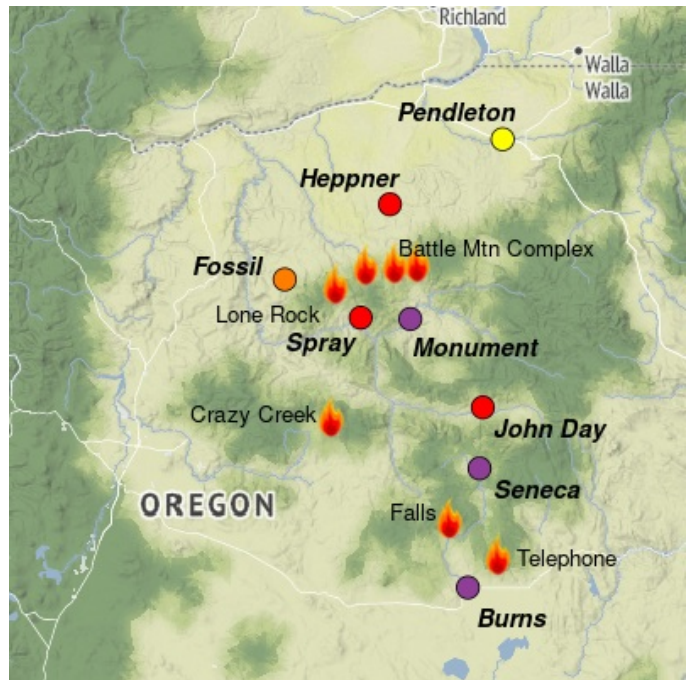 Richland
Walla
Walla
Pendleton
Heppner
Battle Mtn Complex
Fossil
Lone Rock
Spray
Monument
Crazy Creek
John Day
Seneca
OREGON
Falls
Telephone
Burns